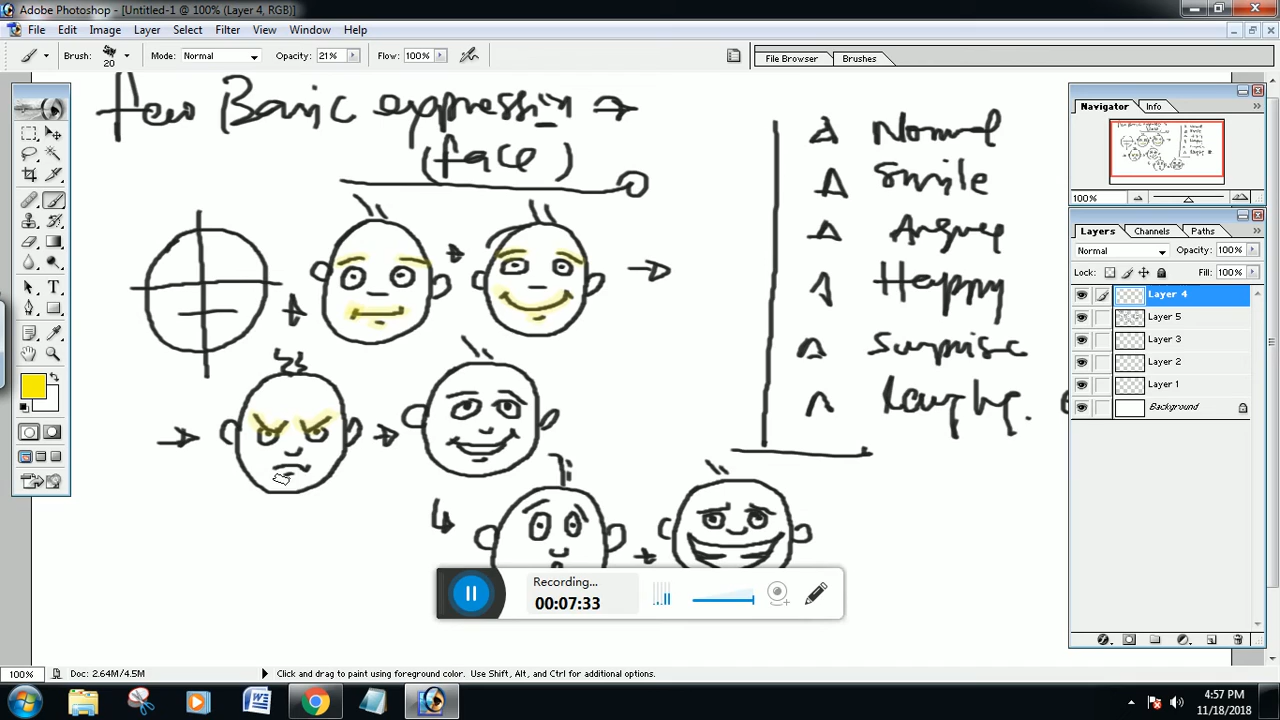 Adobe Photoshop - [Untitled-1 @ 100% (Layer 4, RGB)]
File Edit Image Layer Select Filter View Window Help
Brush: 20 Mode: Normal Opacity: 21% Flow: 100% File Browser Brushes
few Basic expression →
(face)
Normal
Smile
Angry
Happy
Surprise
Navigator Info
100%
Layers Channels Paths
Normal Opacity: 100%
Lock: Fill: 100%
Layer 4
Layer 5
Layer 3
Layer 2
Layer 1
Background
Recording...
00:07:33
100% Doc: 2.64M/4.5M Click and drag to paint using foreground color. Use Shift, Alt, and Ctrl for additional options.
4:57 PM
11/18/2018